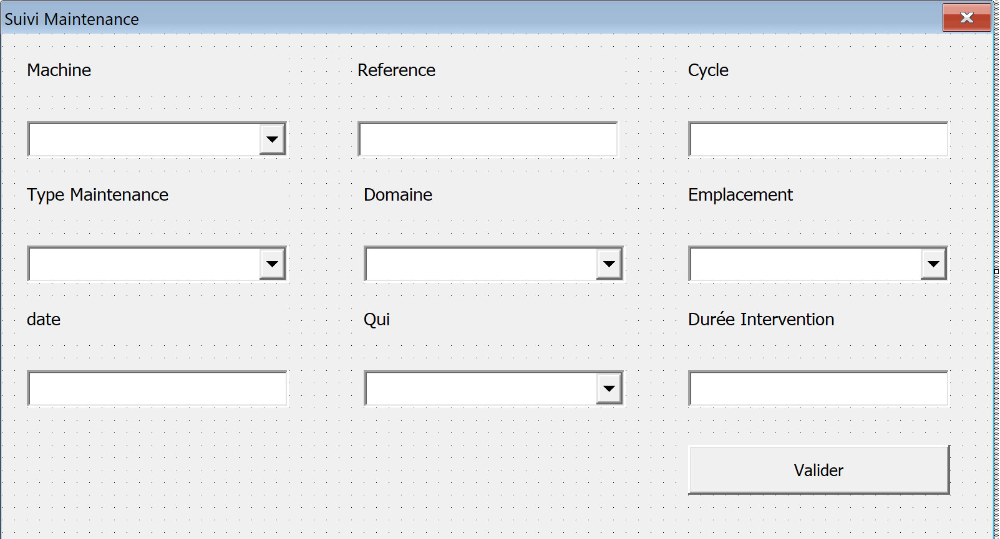 Suivi Maintenance
Machine Reference Cycle
Type Maintenance Domaine Emplacement
date Qui Durée Intervention
Valider